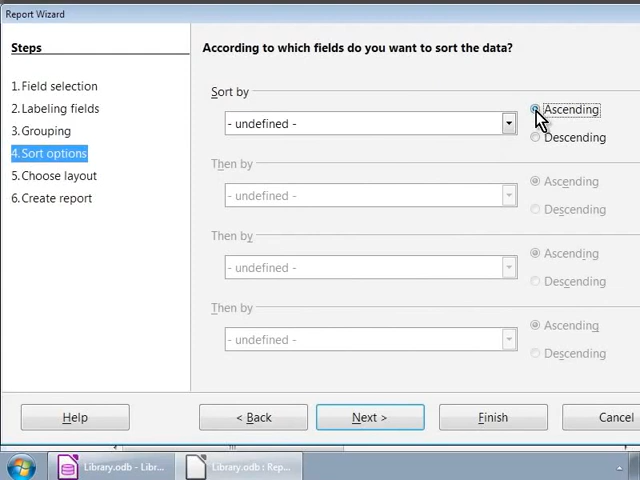 Report Wizard
Steps
According to which fields do you want to sort the data?
1. Field selection
2. Labeling fields
3. Grouping
4. Sort options
5. Choose layout
6. Create report
Sort by
- undefined -
Ascending
Descending
Then by
- undefined -
Ascending
Descending
Then by
- undefined -
Ascending
Descending
Then by
- undefined -
Ascending
Descending
Help
< Back
Next >
Finish
Cancel
Library.odb - Libr...
Library.odb : Rep...